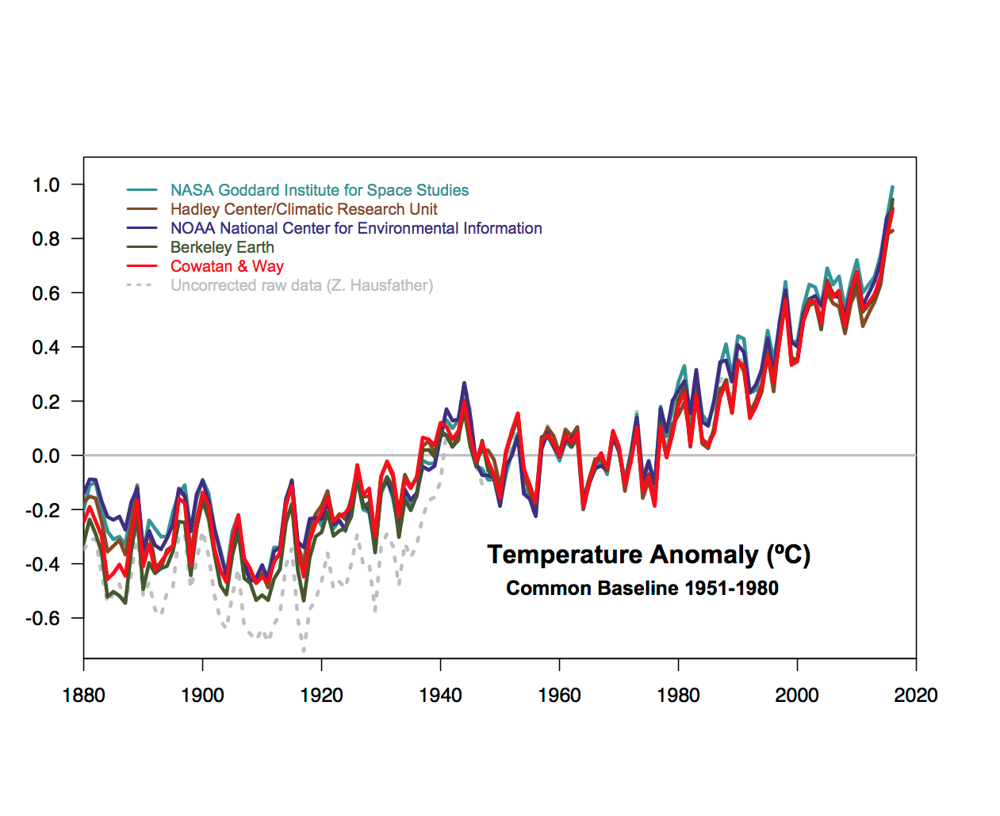 NASA Goddard Institute for Space Studies
Hadley Center/Climatic Research Unit
NOAA National Center for Environmental Information
Berkeley Earth
Cowatan & Way
Uncorrected raw data (Z. Hausfather)
1.0
0.8
0.6
0.4
0.2
0.0
-0.2
-0.4
-0.6
Temperature Anomaly (ºC)
Common Baseline 1951-1980
1880 1900 1920 1940 1960 1980 2000 2020